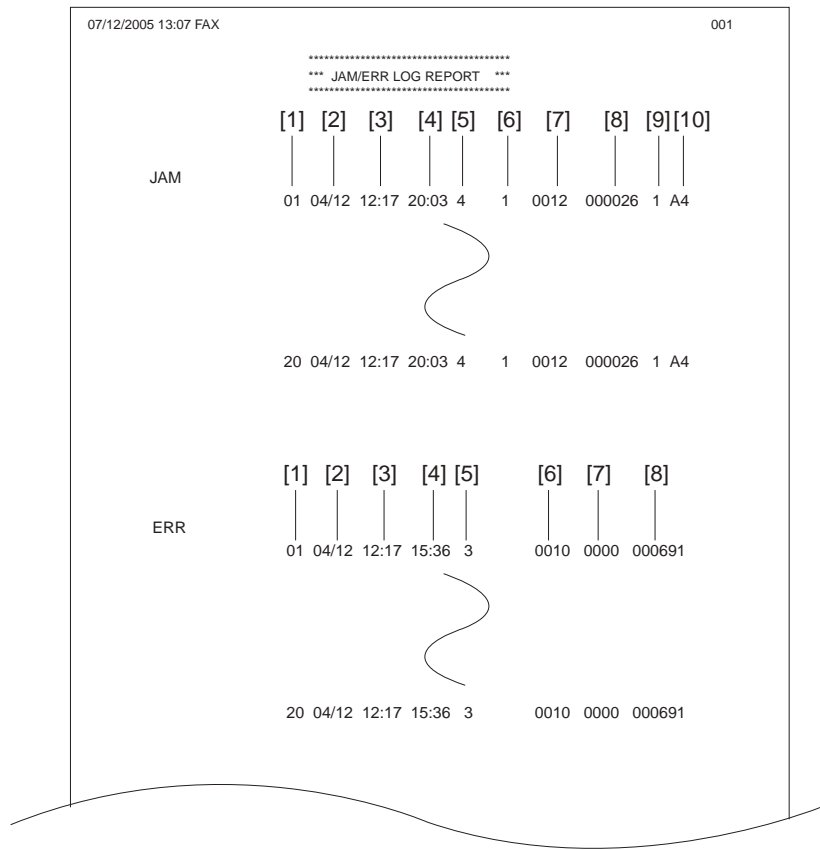 07/12/2005 13:07 FAX 001
***************************************
*** JAM/ERR LOG REPORT ***
***************************************
[1] [2] [3] [4] [5] [6] [7] [8] [9] [10]
JAM
01 04/12 12:17 20:03 4 1 0012 000026 1 A4
20 04/12 12:17 20:03 4 1 0012 000026 1 A4
[1] [2] [3] [4] [5] [6] [7] [8]
ERR
01 04/12 12:17 15:36 3 0010 0000 000691
20 04/12 12:17 15:36 3 0010 0000 000691